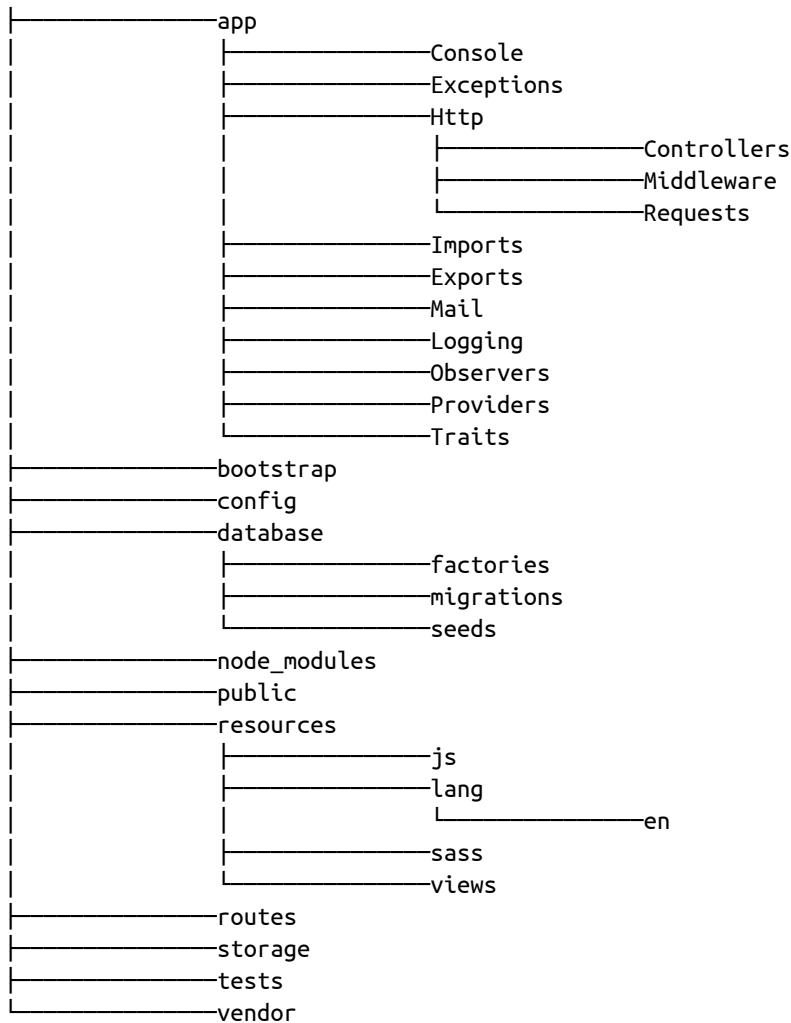 app
Console
Exceptions
Http
Controllers
Middleware
Requests
Imports
Exports
Mail
Logging
Observers
Providers
Traits
bootstrap
config
database
factories
migrations
seeds
node_modules
public
resources
js
lang
en
sass
views
routes
storage
tests
vendor